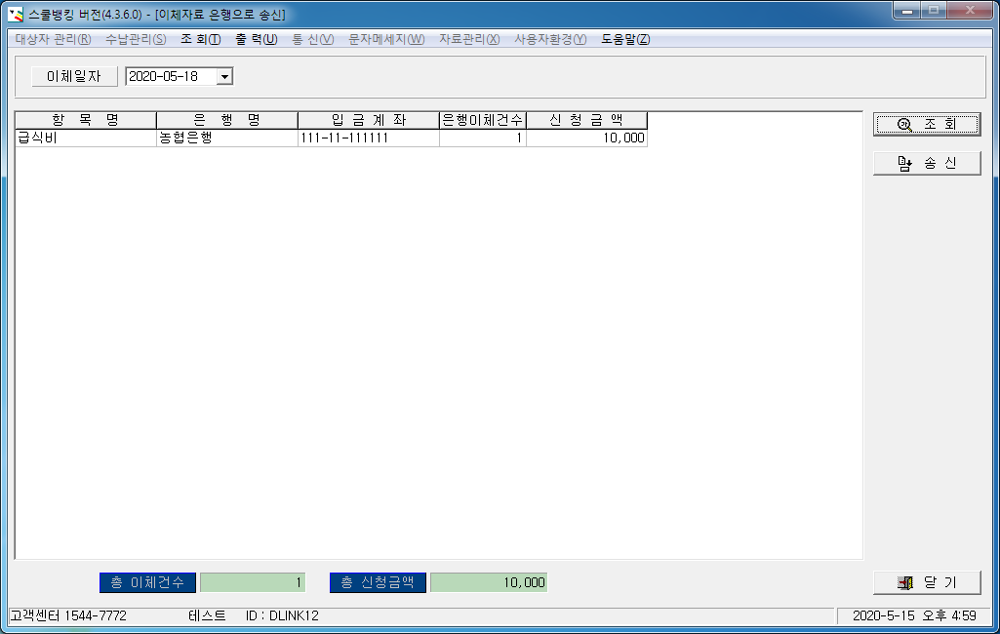 스쿨뱅킹 버전(4.3.6.0) - [이체자료 은행으로 송신]
대상자 관리(R) 수납관리(S) 조 회(T) 출 력(U) 통 신(V) 문자메세지(W) 자료관리(X) 사용자환경(Y) 도움말(Z)
이체일자 2020-05-18
항 목 명 은 행 명 입 금 계 좌 은행이체건수 신 청 금 액
급식비 농협은행 111-11-111111 1 10,000
조 회
송 신
총 이체건수 1 총 신청금액 10,000
닫 기
고객센터 1544-7772 테스트 ID : DLINK12 2020-5-15 오후 4:59